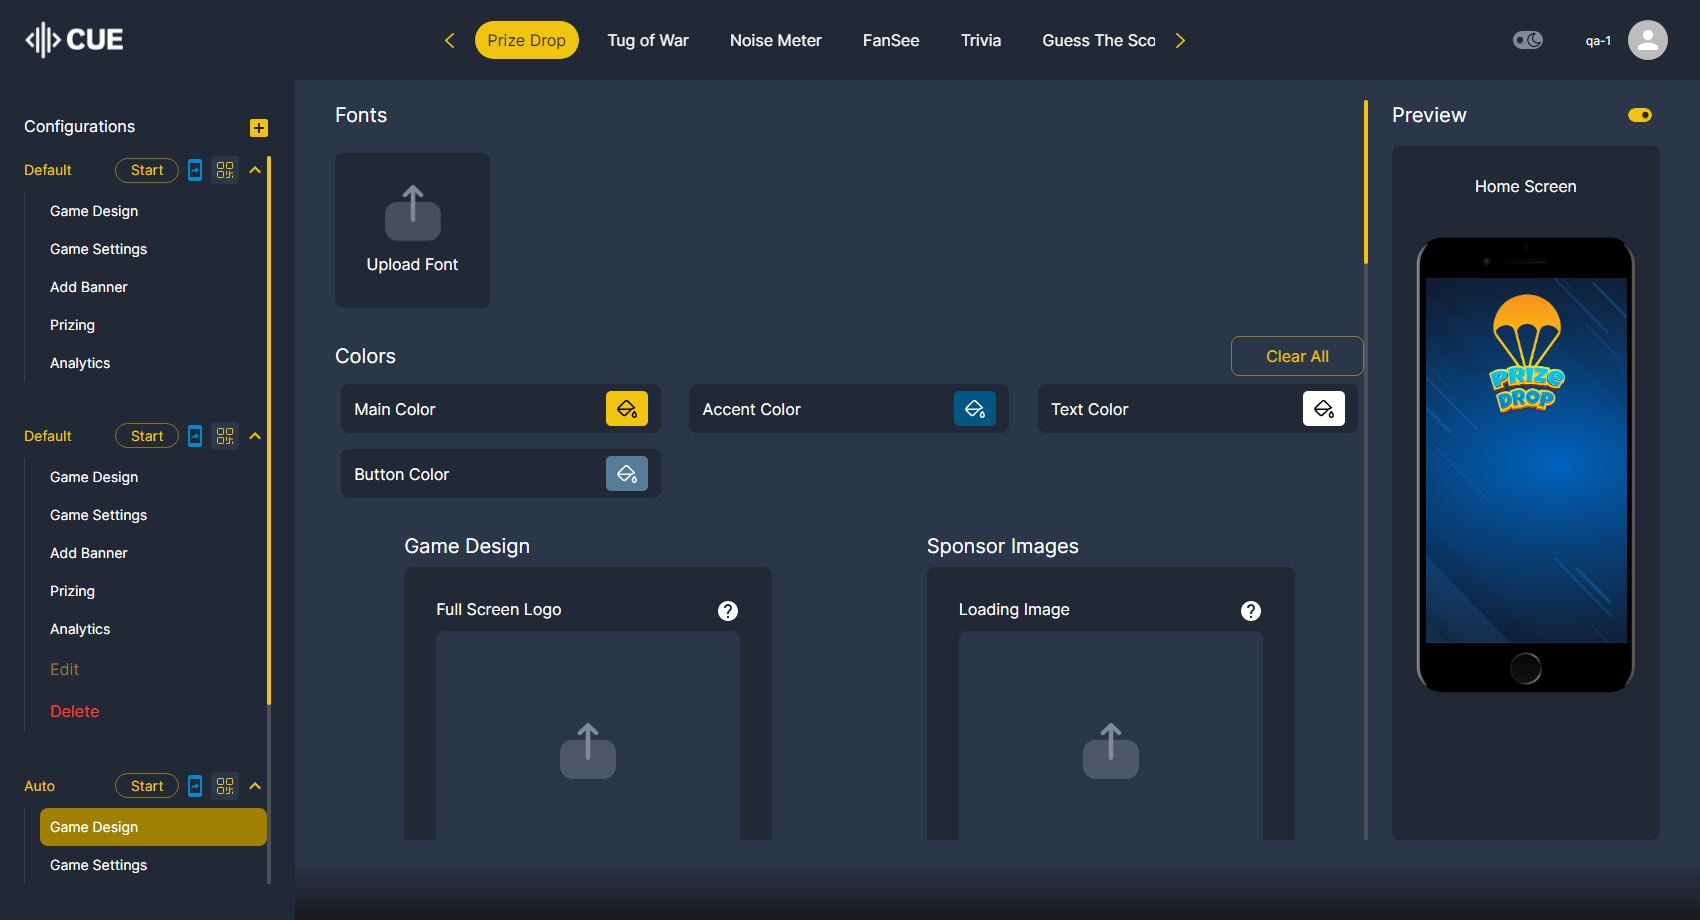 CUE
Prize Drop
Tug of War
Noise Meter
FanSee
Trivia
Guess The Sco
qa-1
Configurations
Default
Start
Game Design
Game Settings
Add Banner
Prizing
Analytics
Default
Start
Game Design
Game Settings
Add Banner
Prizing
Analytics
Edit
Delete
Auto
Start
Game Design
Game Settings
Fonts
Upload Font
Colors
Clear All
Main Color
Accent Color
Text Color
Button Color
Game Design
Full Screen Logo
?
Sponsor Images
Loading Image
?
Preview
Home Screen
PRIZE
DROP